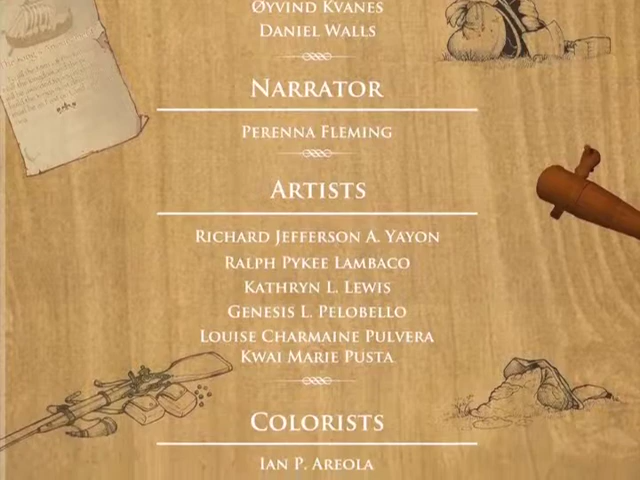 ØYVIND KVANES
DANIEL WALLS
NARRATOR
PERENNA FLEMING
ARTISTS
RICHARD JEFFERSON A. YAYON
RALPH PYKEE LAMBACO
KATHRYN L. LEWIS
GENESIS L. PELOBELLO
LOUISE CHARMAINE PULVERA
KWAI MARIE PUSTA
COLORISTS
IAN P. AREOLA